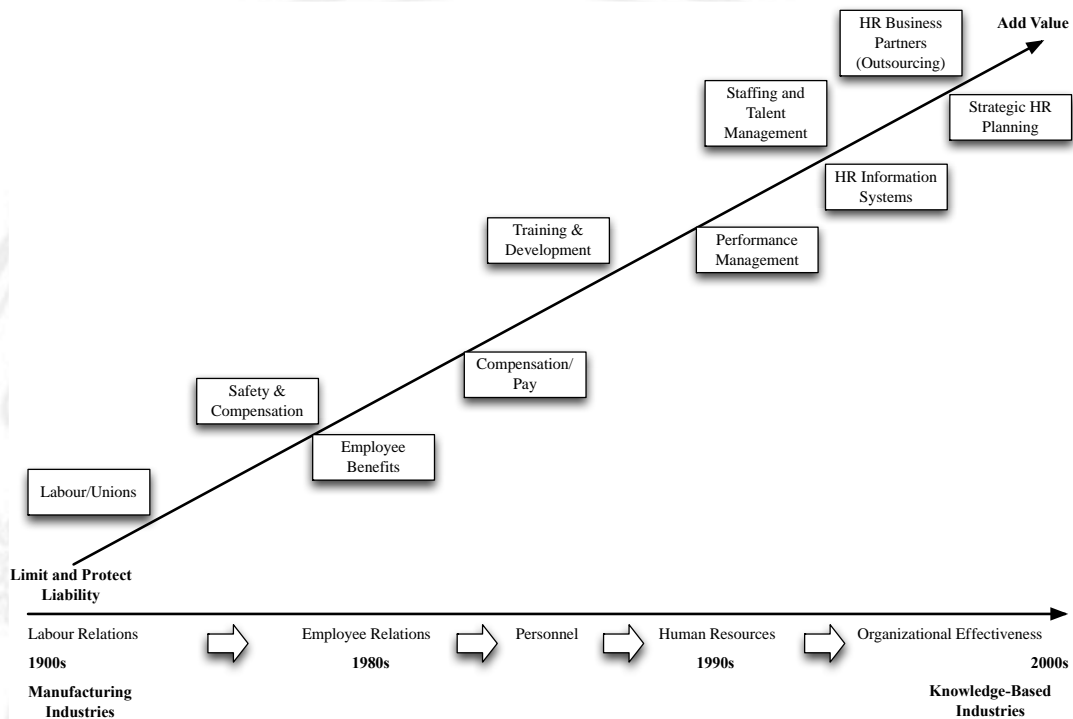 Add Value
HR Business
Partners
(Outsourcing)
Staffing and
Talent
Management
Strategic HR
Planning
HR Information
Systems
Training &
Development
Performance
Management
Compensation/
Pay
Safety &
Compensation
Employee
Benefits
Labour/Unions
Limit and Protect
Liability
Labour Relations
Employee Relations
Personnel
Human Resources
Organizational Effectiveness
1900s
1980s
1990s
2000s
Manufacturing
Industries
Knowledge-Based
Industries